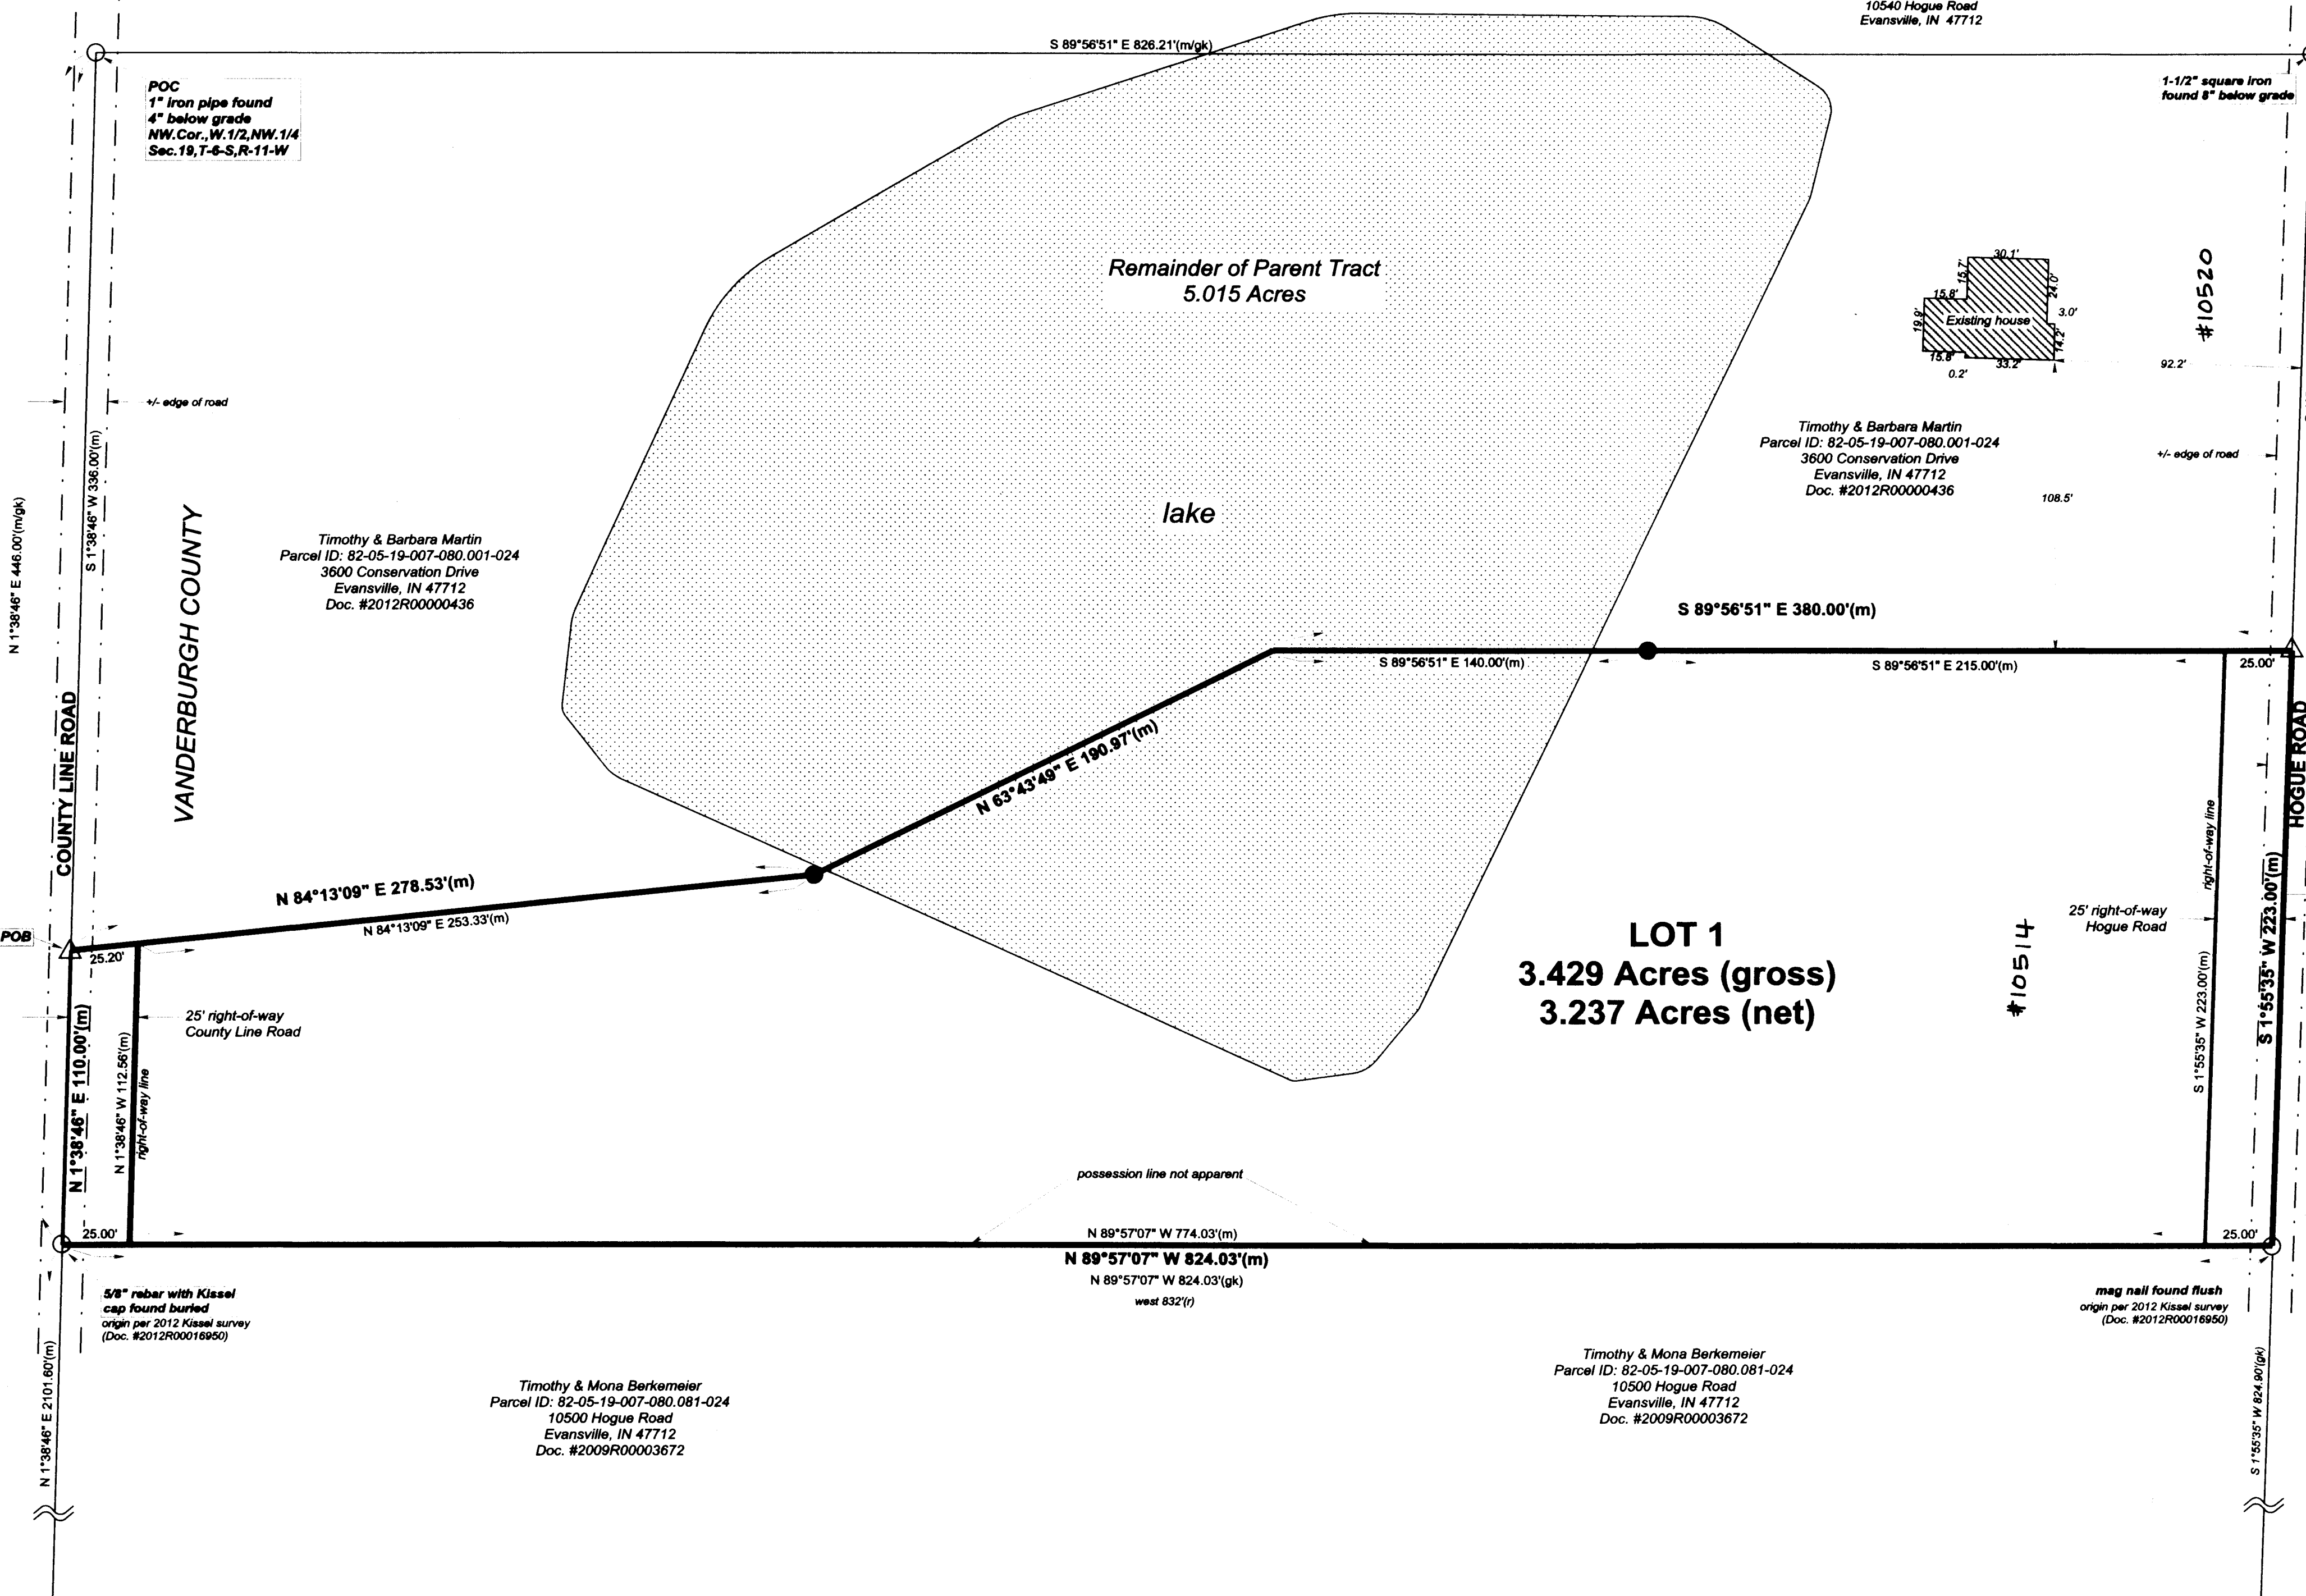 10540 Hogue Road
Evansville, IN 47712
S 89°56'51" E 826.21'(m/gk)
POC
1" iron pipe found
4" below grade
NW.Cor.,W.1/2,NW.1/4
Sec.19,T-6-S,R-11-W
1-1/2" square iron
found 8" below grade
Remainder of Parent Tract
5.015 Acres
30.1'
15.7'
24.0'
15.8'
3.0'
19.9'
Existing house
14.2'
15.8'
33.2'
0.2'
92.2'
#10520
+/- edge of road
S 1°38'46" W 336.00'(m)
N 1°38'46" E 446.00'(m/gk)
Timothy & Barbara Martin
Parcel ID: 82-05-19-007-080.001-024
3600 Conservation Drive
Evansville, IN 47712
Doc. #2012R00000436
+/- edge of road
108.5'
lake
VANDERBURGH COUNTY
Timothy & Barbara Martin
Parcel ID: 82-05-19-007-080.001-024
3600 Conservation Drive
Evansville, IN 47712
Doc. #2012R00000436
S 89°56'51" E 380.00'(m)
S 89°56'51" E 140.00'(m)
S 89°56'51" E 215.00'(m)
25.00'
COUNTY LINE ROAD
HOGUE ROAD
N 63°43'49" E 190.97'(m)
N 84°13'09" E 278.53'(m)
N 84°13'09" E 253.33'(m)
POB
25.20'
right-of-way line
25' right-of-way
Hogue Road
S 1°55'35" W 223.00'(m)
S 1°55'35" W 223.00'(m)
LOT 1
3.429 Acres (gross)
3.237 Acres (net)
#10514
25' right-of-way
County Line Road
N 1°38'46" E 110.00'(m)
N 1°38'46" W 112.56'(m)
right-of-way line
possession line not apparent
25.00'
N 89°57'07" W 774.03'(m)
25.00'
N 89°57'07" W 824.03'(m)
N 89°57'07" W 824.03'(gk)
west 832'(r)
5/8" rebar with Kissel
cap found buried
origin per 2012 Kissel survey
(Doc. #2012R00016950)
mag nail found flush
origin per 2012 Kissel survey
(Doc. #2012R00016950)
N 1°38'46" E 2101.60'(m)
S 1°55'35" W 824.90'(gk)
Timothy & Mona Berkemeier
Parcel ID: 82-05-19-007-080.081-024
10500 Hogue Road
Evansville, IN 47712
Doc. #2009R00003672
Timothy & Mona Berkemeier
Parcel ID: 82-05-19-007-080.081-024
10500 Hogue Road
Evansville, IN 47712
Doc. #2009R00003672